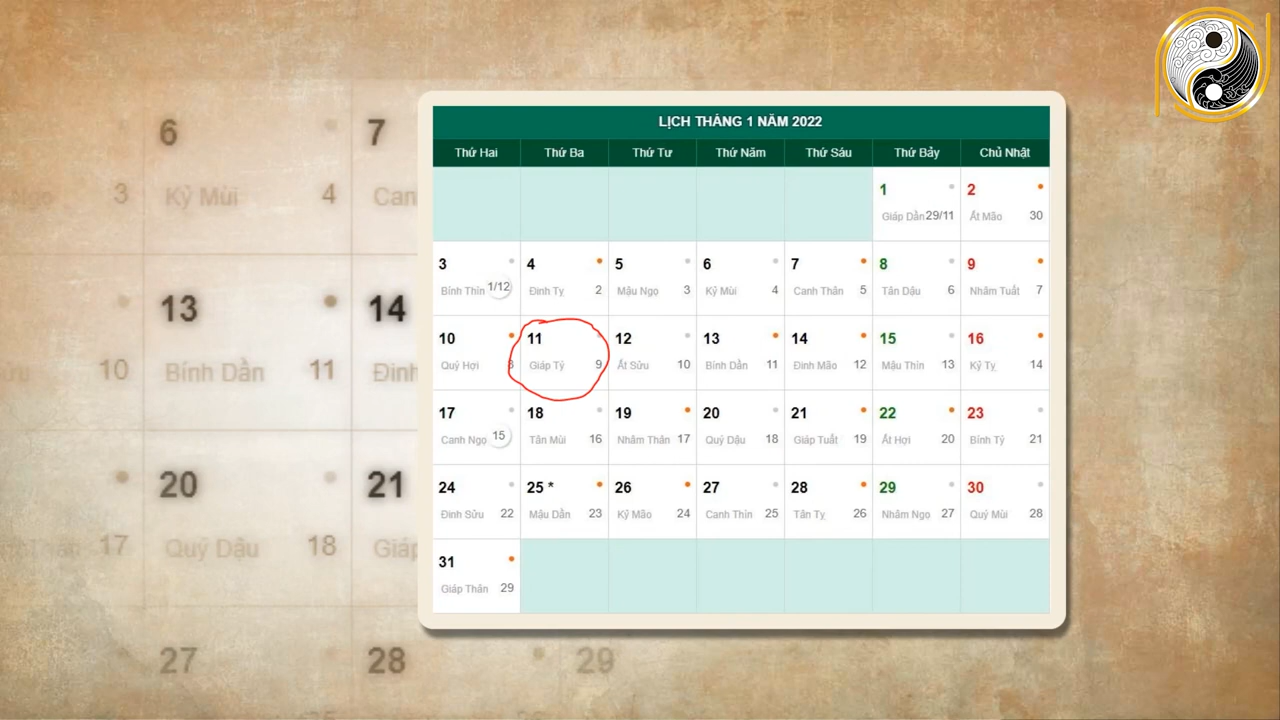 LỊCH THÁNG 1 NĂM 2022
Thứ Hai Thứ Ba Thứ Tư Thứ Năm Thứ Sáu Thứ Bảy Chủ Nhật
1 2
Giáp Dần 29/11 Ất Mão 30
3 4 5 6 7 8 9
Bính Thìn 1/12 Đinh Tỵ 2 Mậu Ngọ 3 Kỷ Mùi 4 Canh Thân 5 Tân Dậu 6 Nhâm Tuất 7
10 11 12 13 14 15 16
Quý Hợi 8 Giáp Tý 9 Ất Sửu 10 Bính Dần 11 Đinh Mão 12 Mậu Thìn 13 Kỷ Tỵ 14
17 18 19 20 21 22 23
Canh Ngọ 15 Tân Mùi 16 Nhâm Thân 17 Quý Dậu 18 Giáp Tuất 19 Ất Hợi 20 Bính Tý 21
24 25 * 26 27 28 29 30
Đinh Sửu 22 Mậu Dần 23 Kỷ Mão 24 Canh Thìn 25 Tân Tỵ 26 Nhâm Ngọ 27 Quý Mùi 28
31
Giáp Thân 29
6 7
3 Kỷ Mùi 4 Can
13 14
10 Bính Dần 11 Đinh
20 21
17 Quý Dậu 18 Giáp
27 28 29